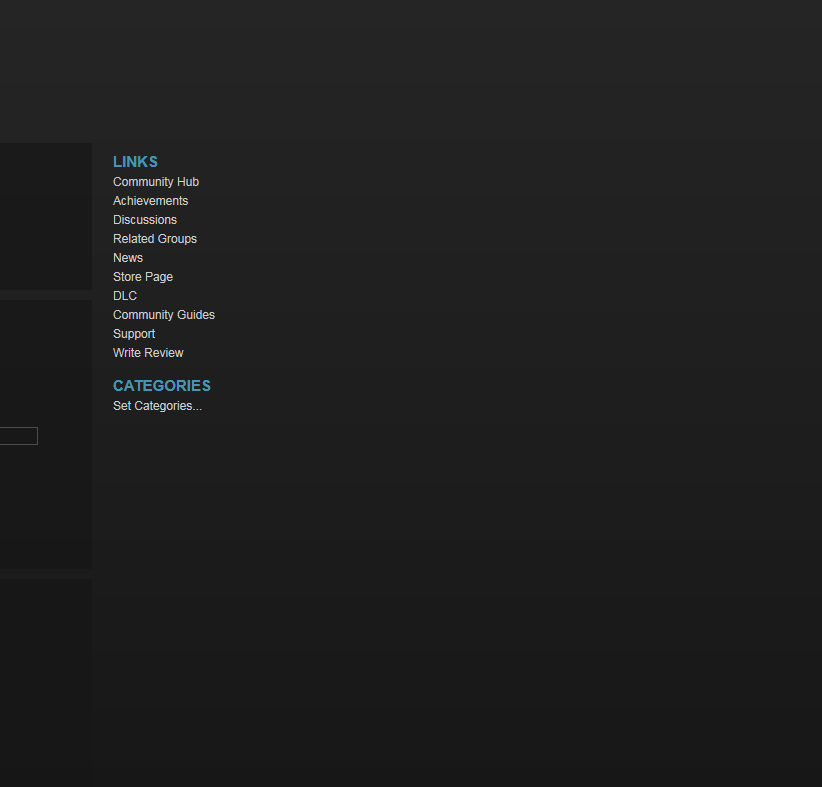 LINKS
Community Hub
Achievements
Discussions
Related Groups
News
Store Page
DLC
Community Guides
Support
Write Review
CATEGORIES
Set Categories...